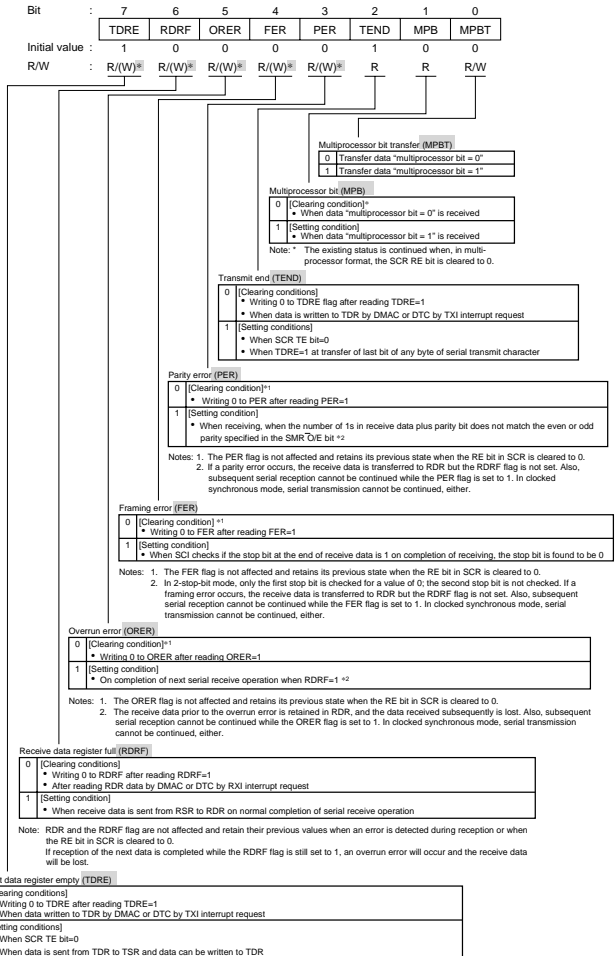 Bit : 7 6 5 4 3 2 1 0
TDRE RDRF ORER FER PER TEND MPB MPBT
Initial value : 1 0 0 0 0 1 0 0
R/W : R/(W)* R/(W)* R/(W)* R/(W)* R/(W)* R R R/W
Multiprocessor bit transfer (MPBT)
0 Transfer data “multiprocessor bit = 0”
1 Transfer data “multiprocessor bit = 1”
Multiprocessor bit (MPB)
0 [Clearing condition]*
• When data “multiprocessor bit = 0” is received
1 [Setting condition]
• When data “multiprocessor bit = 1” is received
Note: * The existing status is continued when, in multi-
processor format, the SCR RE bit is cleared to 0.
Transmit end (TEND)
0 [Clearing conditions]
• Writing 0 to TDRE flag after reading TDRE=1
• When data is written to TDR by DMAC or DTC by TXI interrupt request
1 [Setting conditions]
• When SCR TE bit=0
• When TDRE=1 at transfer of last bit of any byte of serial transmit character
Parity error (PER)
0 [Clearing condition]*1
• Writing 0 to PER after reading PER=1
1 [Setting condition]
• When receiving, when the number of 1s in receive data plus parity bit does not match the even or odd
parity specified in the SMR O/E bit *2
Notes: 1. The PER flag is not affected and retains its previous state when the RE bit in SCR is cleared to 0.
2. If a parity error occurs, the receive data is transferred to RDR but the RDRF flag is not set. Also,
subsequent serial reception cannot be continued while the PER flag is set to 1. In clocked
synchronous mode, serial transmission cannot be continued, either.
Framing error (FER)
0 [Clearing condition] *1
• Writing 0 to FER after reading FER=1
1 [Setting condition]
• When SCI checks if the stop bit at the end of receive data is 1 on completion of receiving, the stop bit is found to be 0
Notes: 1. The FER flag is not affected and retains its previous state when the RE bit in SCR is cleared to 0.
2. In 2-stop-bit mode, only the first stop bit is checked for a value of 0; the second stop bit is not checked. If a
framing error occurs, the receive data is transferred to RDR but the RDRF flag is not set. Also, subsequent
serial reception cannot be continued while the FER flag is set to 1. In clocked synchronous mode, serial
transmission cannot be continued, either.
Overrun error (ORER)
0 [Clearing condition]*1
• Writing 0 to ORER after reading ORER=1
1 [Setting condition]
• On completion of next serial receive operation when RDRF=1 *2
Notes: 1. The ORER flag is not affected and retains its previous state when the RE bit in SCR is cleared to 0.
2. The receive data prior to the overrun error is retained in RDR, and the data received subsequently is lost. Also, subsequent
serial reception cannot be continued while the ORER flag is set to 1. In clocked synchronous mode, serial transmission
cannot be continued, either.
Receive data register full (RDRF)
0 [Clearing conditions]
• Writing 0 to RDRF after reading RDRF=1
• After reading RDR data by DMAC or DTC by RXI interrupt request
1 [Setting condition]
• When receive data is sent from RSR to RDR on normal completion of serial receive operation
Note: RDR and the RDRF flag are not affected and retain their previous values when an error is detected during reception or when
the RE bit in SCR is cleared to 0.
If reception of the next data is completed while the RDRF flag is still set to 1, an overrun error will occur and the receive data
will be lost.
t data register empty (TDRE)
earing conditions]
Writing 0 to TDRE after reading TDRE=1
When data written to TDR by DMAC or DTC by TXI interrupt request
etting conditions]
When SCR TE bit=0
When data is sent from TDR to TSR and data can be written to TDR